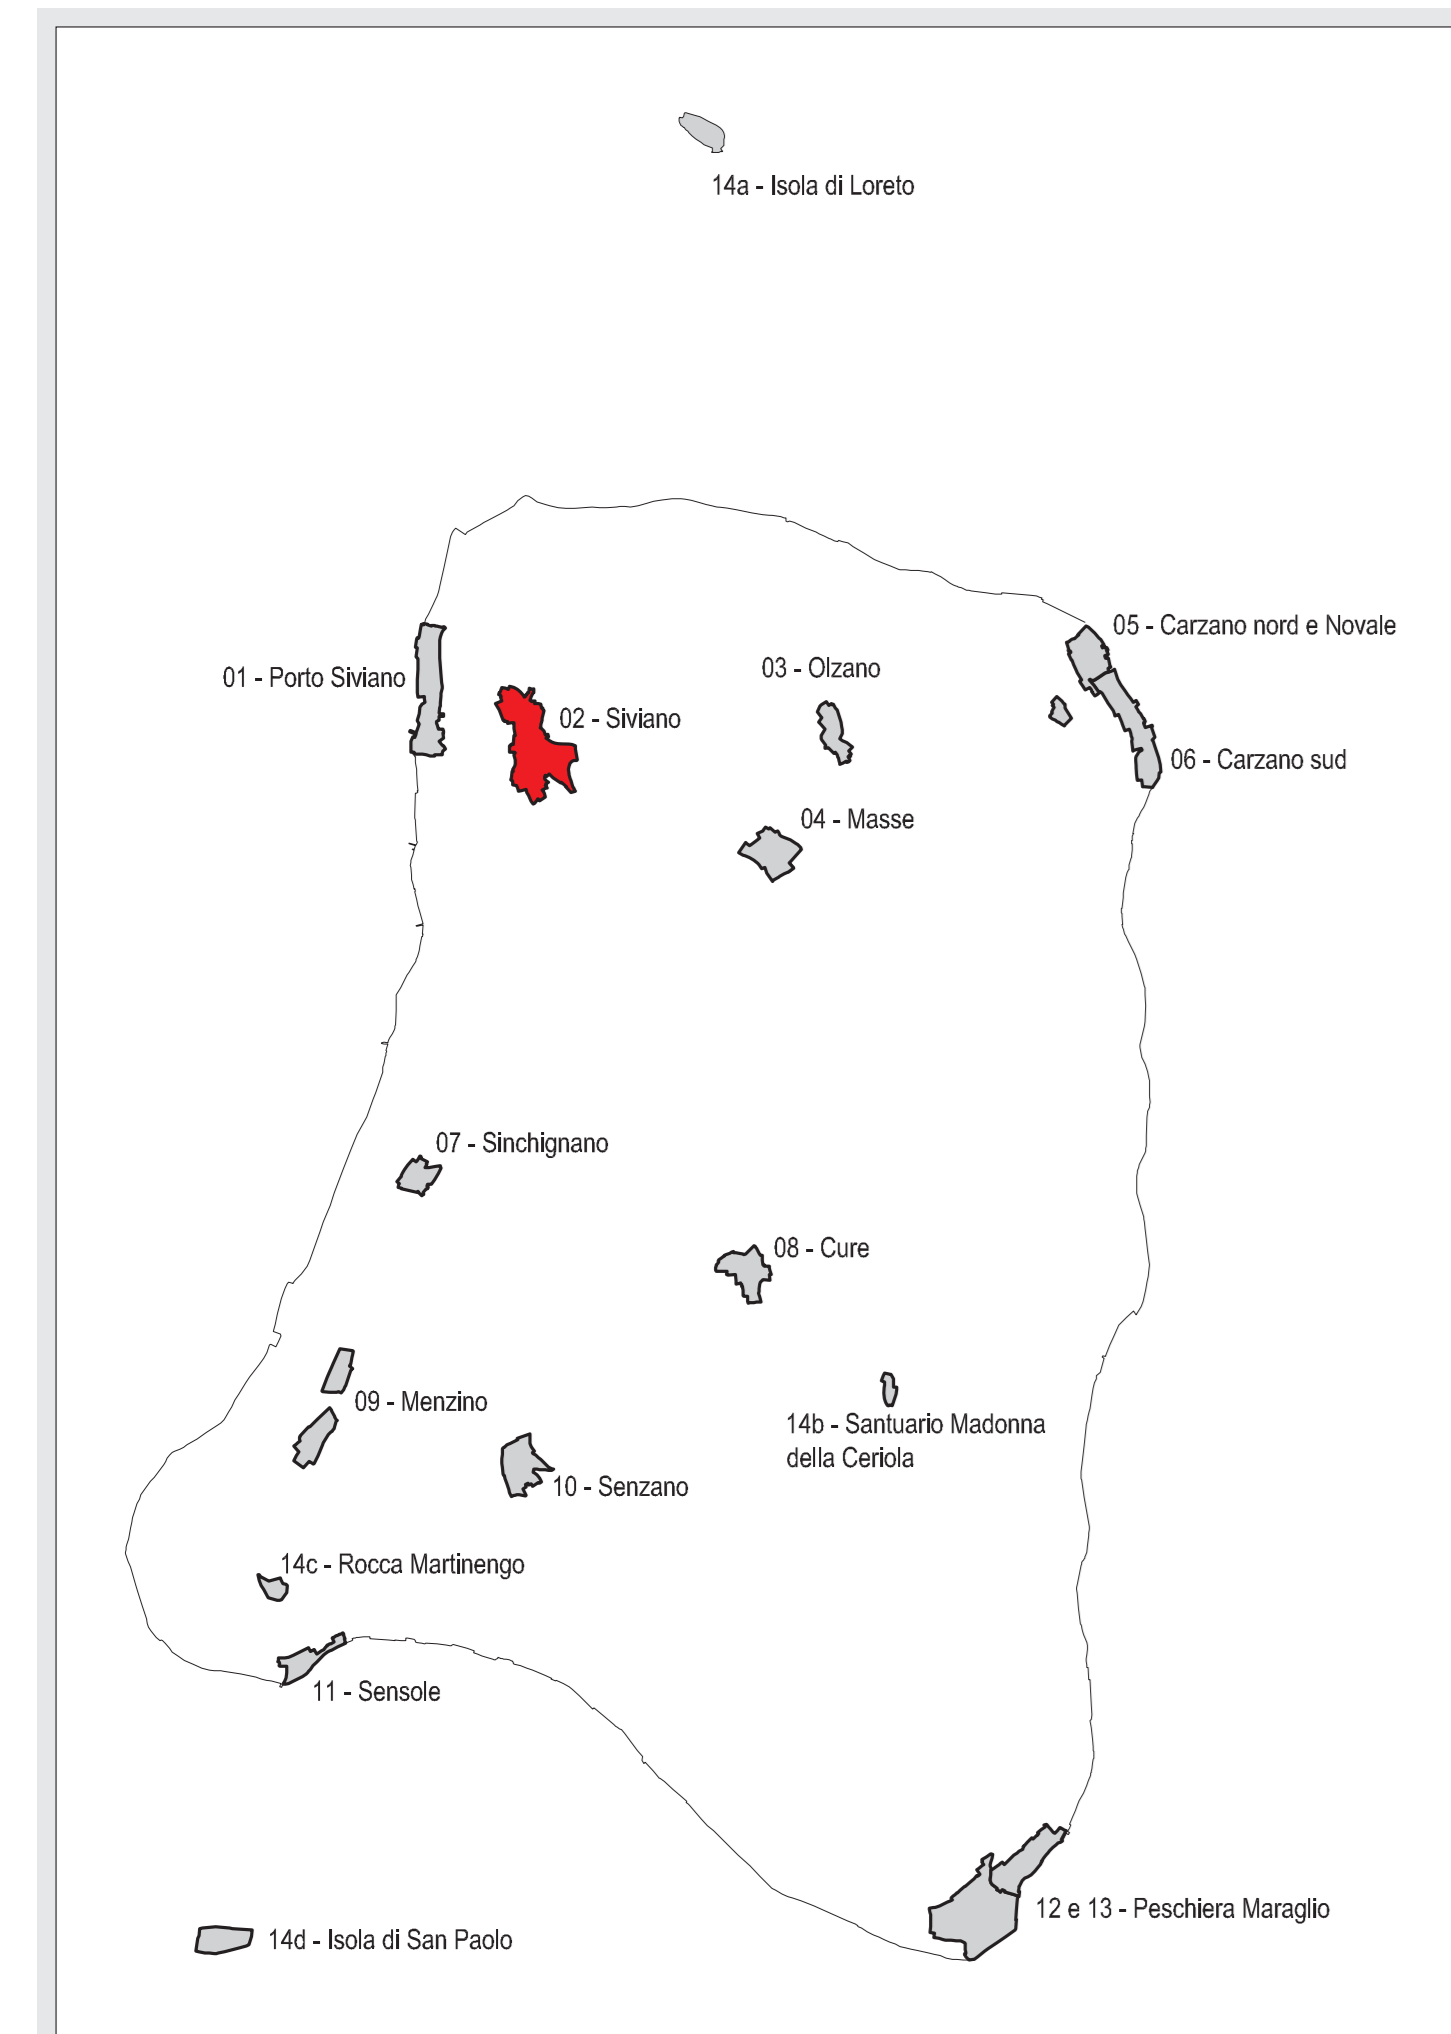 14a - Isola di Loreto
05 - Carzano nord e Novale
03 - Olzano
01 - Porto Siviano
02 - Siviano
06 - Carzano sud
04 - Masse
07 - Sinchignano
08 - Cure
09 - Menzino
14b - Santuario Madonna
della Ceriola
10 - Senzano
14c - Rocca Martinengo
11 - Sensole
12 e 13 - Peschiera Maraglio
14d - Isola di San Paolo